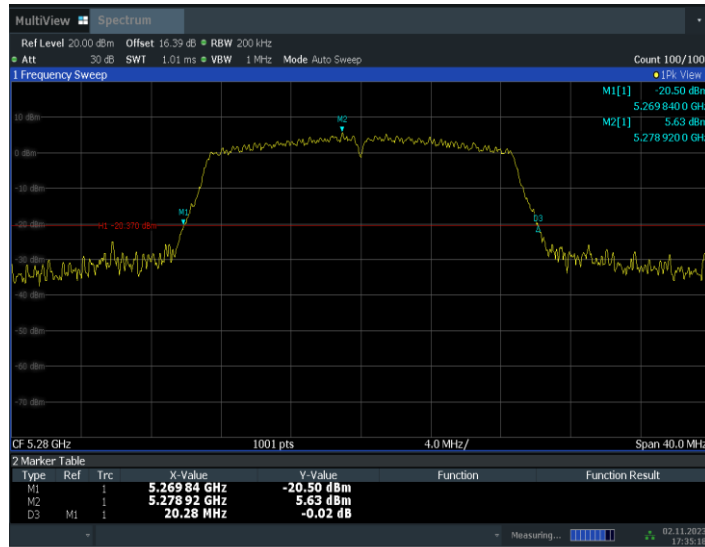 MultiView Spectrum
Ref Level 20.00 dBm Offset 16.39 dB RBW 200 kHz
Att 30 dB SWT 1.01 ms VBW 1 MHz Mode Auto Sweep Count 100/100
1 Frequency Sweep 1Pk View
M1[1] -20.50 dBm
5.269 840 0 GHz
M2[1] 5.63 dBm
5.278 920 0 GHz
M2
10 dBm
0 dBm
-10 dBm
M1
D3
-20 dBm
H1 -20.370 dBm
-30 dBm
-40 dBm
-50 dBm
-60 dBm
-70 dBm
CF 5.28 GHz 1001 pts 4.0 MHz/ Span 40.0 MHz
2 Marker Table
Type Ref Trc X-Value Y-Value Function Function Result
M1 1 5.269 84 GHz -20.50 dBm
M2 1 5.278 92 GHz 5.63 dBm
D3 M1 1 20.28 MHz -0.02 dB
Measuring... 02.11.2023
17:35:18